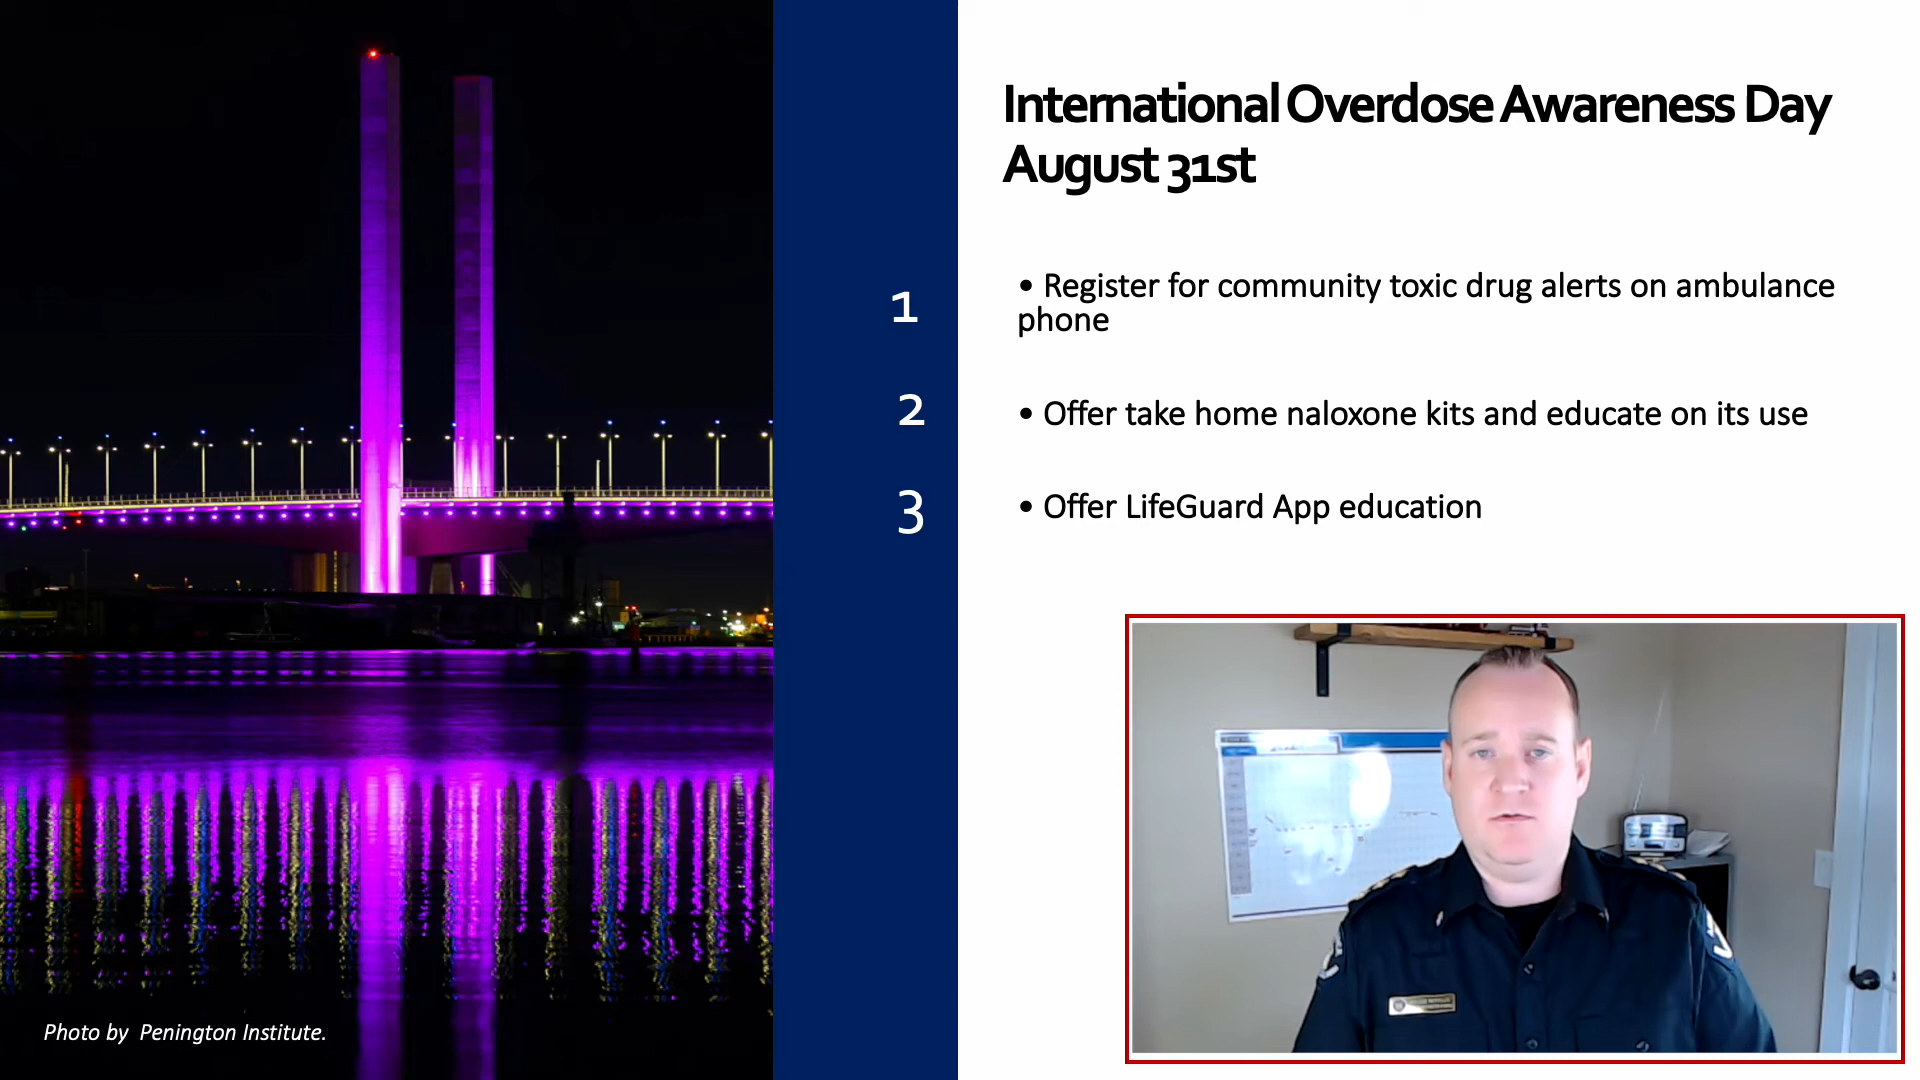 International Overdose Awareness Day
August 31st
1
• Register for community toxic drug alerts on ambulance
phone
2
• Offer take home naloxone kits and educate on its use
3
• Offer LifeGuard App education
Photo by Penington Institute.